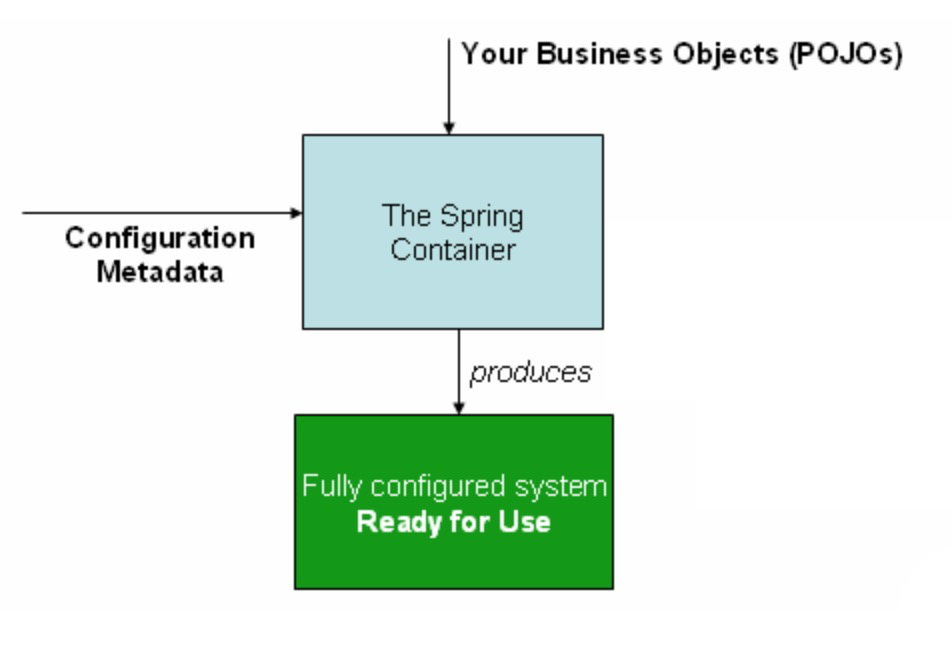 Your Business Objects (POJOs)
The Spring
Container
Configuration
Metadata
produces
Fully configured system
Ready for Use